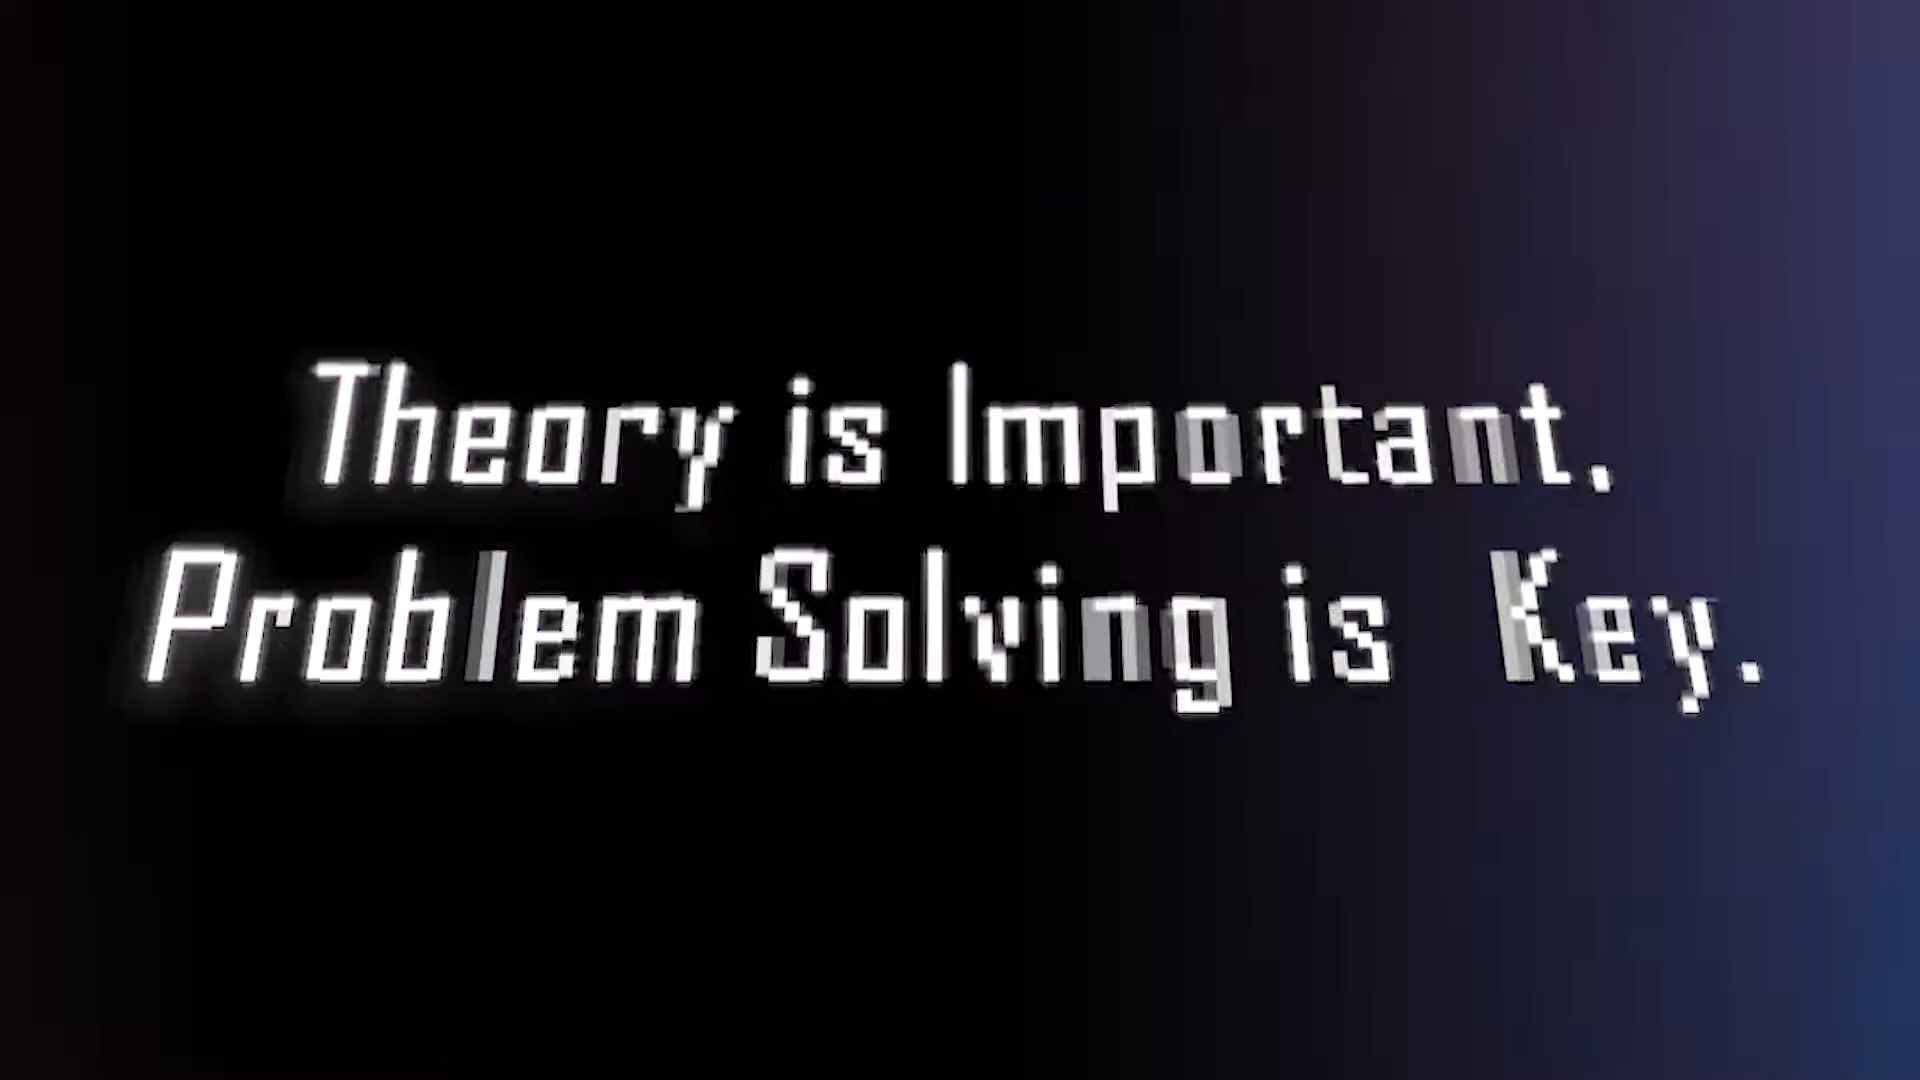 Theory is Important,
Problem Solving is Key.